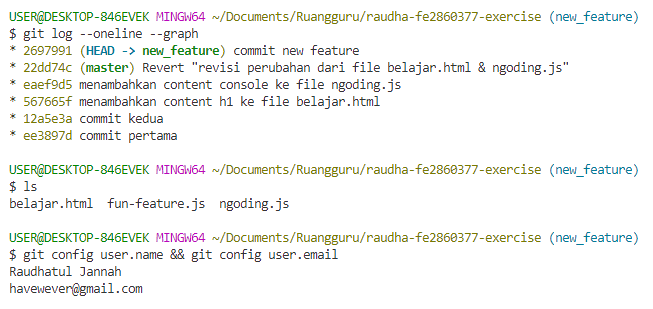 USER@DESKTOP-846EVEK MINGW64 ~/Documents/Ruangguru/raudha-fe2860377-exercise (new_feature)
$ git log --oneline --graph
* 2697991 (HEAD -> new_feature) commit new feature
* 22dd74c (master) Revert "revisi perubahan dari file belajar.html & ngoding.js"
* eaef9d5 menambahkan content console ke file ngoding.js
* 567665f menambahkan content h1 ke file belajar.html
* 12a5e3a commit kedua
* ee3897d commit pertama
USER@DESKTOP-846EVEK MINGW64 ~/Documents/Ruangguru/raudha-fe2860377-exercise (new_feature)
$ ls
belajar.html  fun-feature.js  ngoding.js
USER@DESKTOP-846EVEK MINGW64 ~/Documents/Ruangguru/raudha-fe2860377-exercise (new_feature)
$ git config user.name && git config user.email
Raudhatul Jannah
havewever@gmail.com